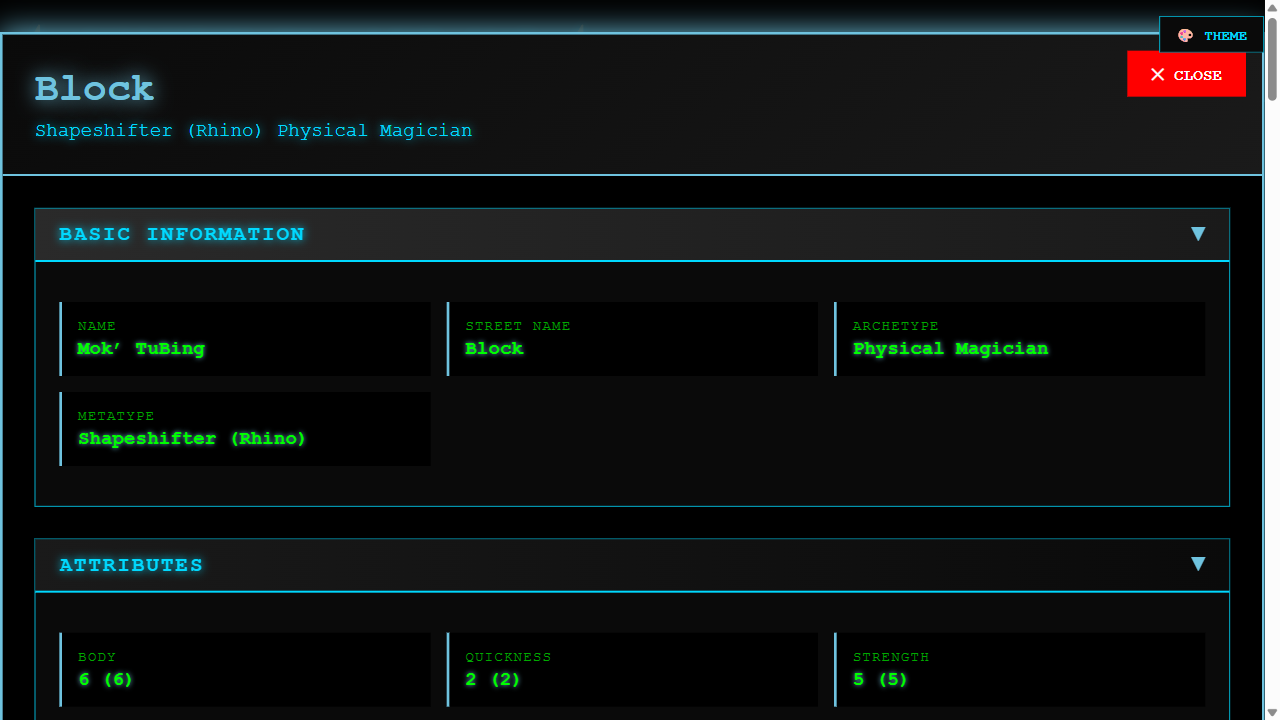 🎨 THEME
Block
✕ CLOSE
Shapeshifter (Rhino) Physical Magician
BASIC INFORMATION ▼
NAME
Mok’ TuBing
STREET NAME
Block
ARCHETYPE
Physical Magician
METATYPE
Shapeshifter (Rhino)
ATTRIBUTES ▼
BODY
6 (6)
QUICKNESS
2 (2)
STRENGTH
5 (5)